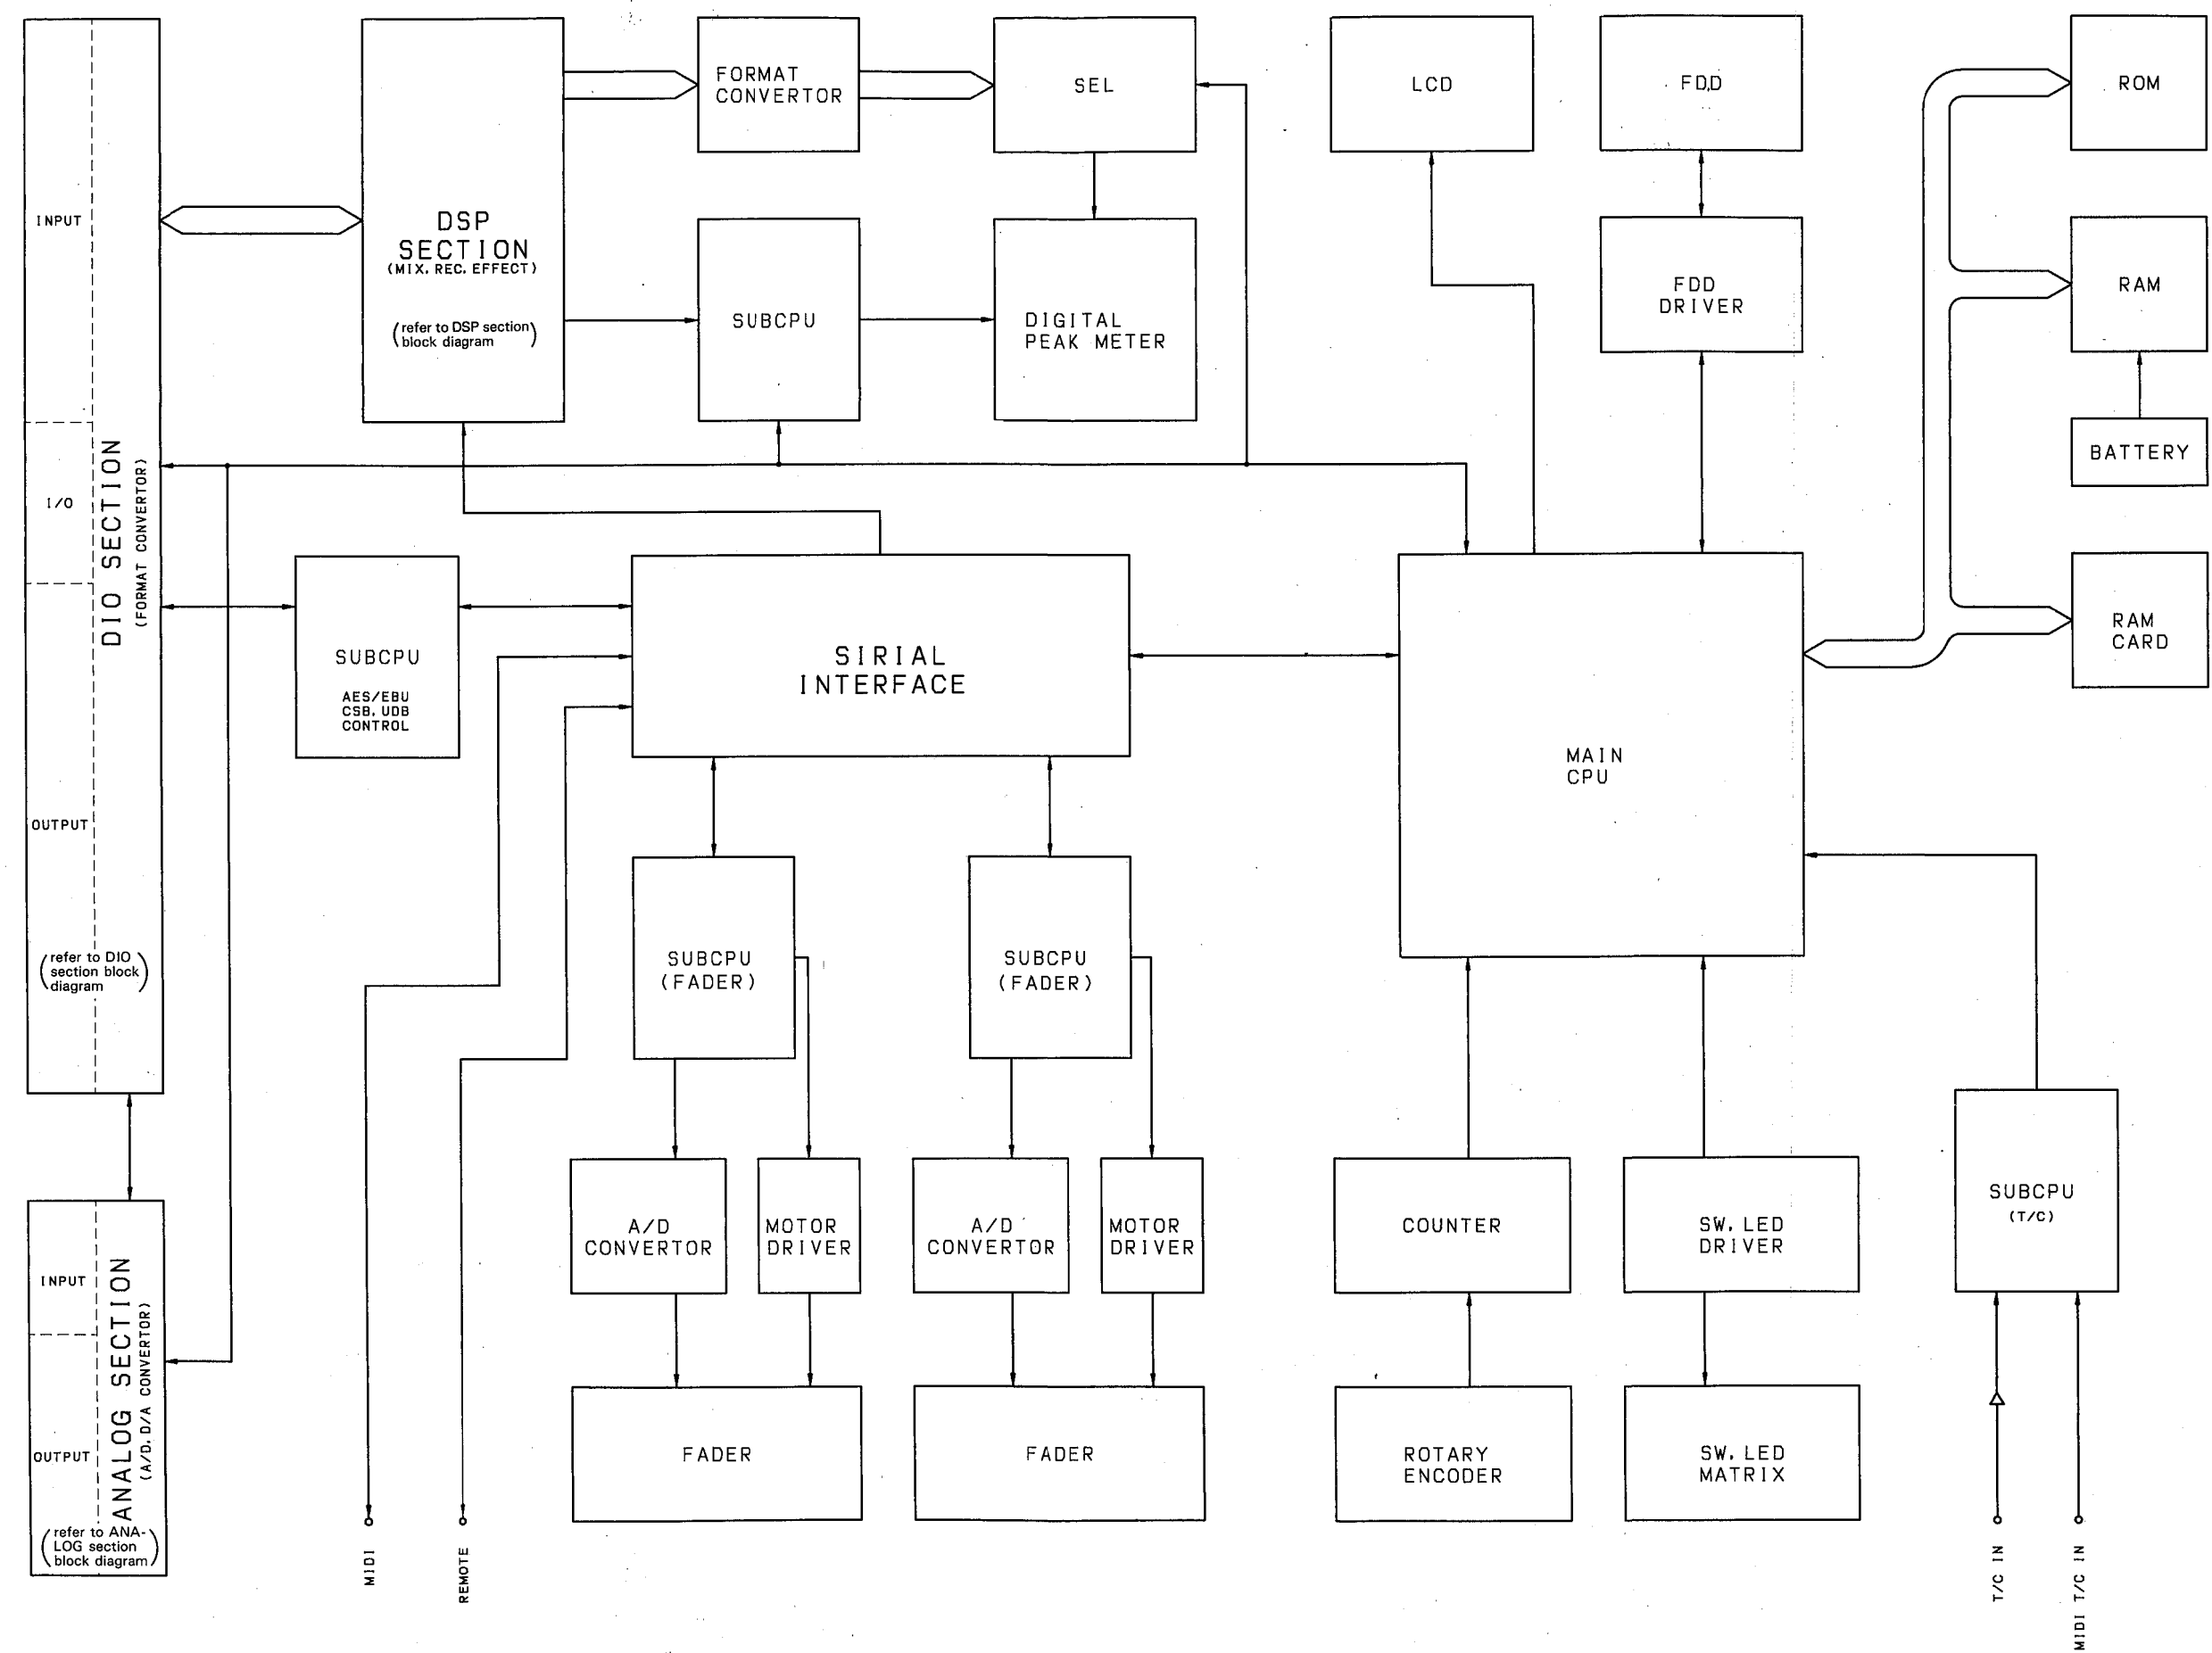 INPUT
I/O
OUTPUT
DIO SECTION
(FORMAT CONVERTOR)
(refer to DIO
section block
diagram)
INPUT
OUTPUT
ANALOG SECTION
(A/D, D/A CONVERTOR)
(refer to ANA-
LOG section
block diagram)
DSP
SECTION
(MIX. REC. EFFECT)
(refer to DSP section
block diagram)
FORMAT
CONVERTOR
SEL
SUBCPU
DIGITAL
PEAK METER
LCD
FDD
FDD
DRIVER
ROM
RAM
BATTERY
RAM
CARD
SUBCPU
AES/EBU
CSB, UDB
CONTROL
SIRIAL
INTERFACE
MAIN
CPU
SUBCPU
(FADER)
SUBCPU
(FADER)
A/D
CONVERTOR
MOTOR
DRIVER
A/D
CONVERTOR
MOTOR
DRIVER
COUNTER
SW. LED
DRIVER
SUBCPU
(T/C)
FADER
FADER
ROTARY
ENCODER
SW. LED
MATRIX
MIDI
REMOTE
T/C IN
MIDI T/C IN